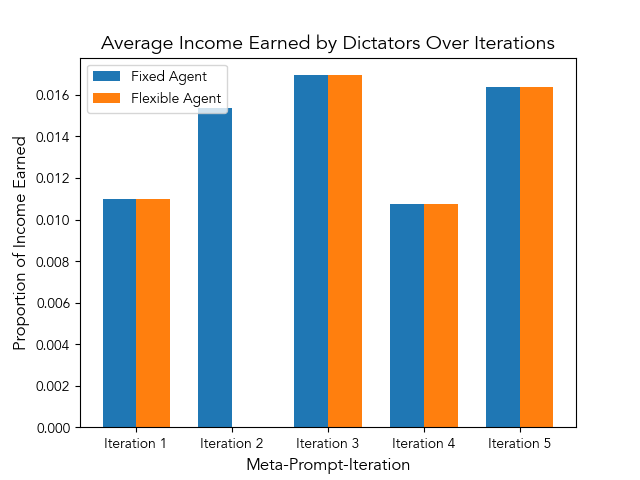 Average Income Earned by Dictators Over Iterations
Fixed Agent
Flexible Agent
Proportion of Income Earned
0.016
0.014
0.012
0.010
0.008
0.006
0.004
0.002
0.000
Iteration 1
Iteration 2
Iteration 3
Iteration 4
Iteration 5
Meta-Prompt-Iteration